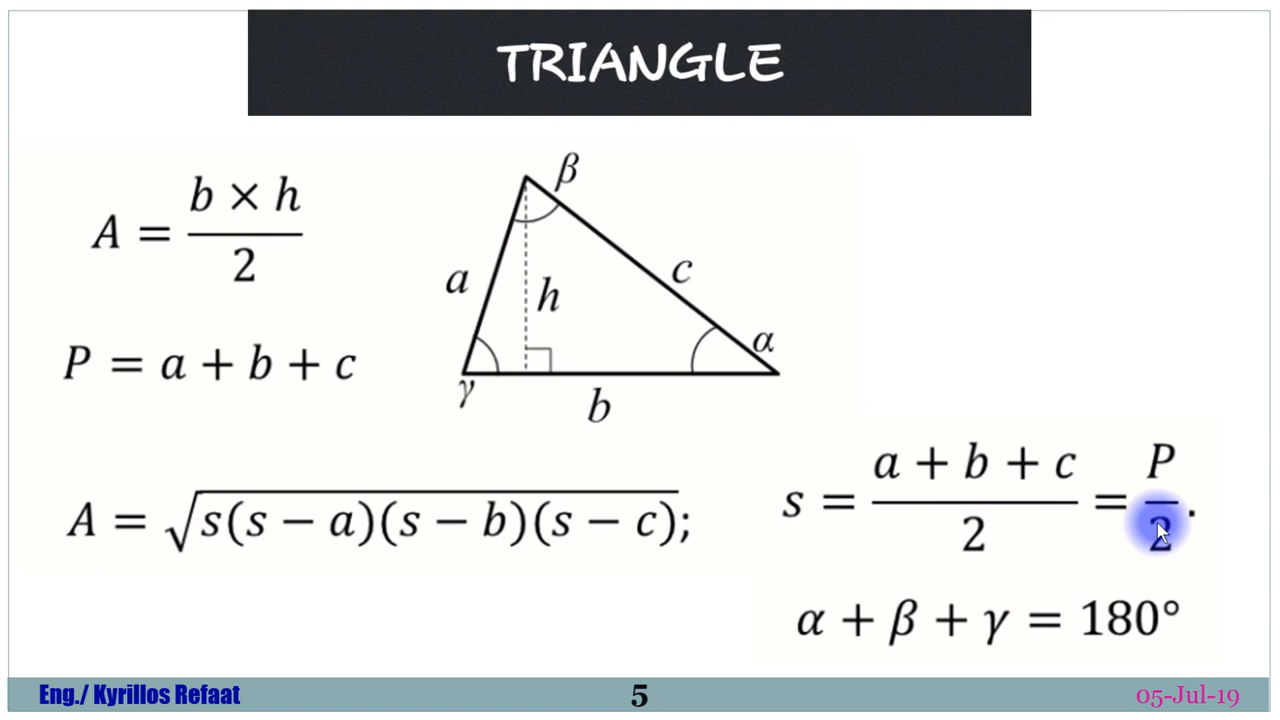 TRIANGLE
A = b × h / 2
P = a + b + c
β
a
h
c
α
γ
b
A = √s(s − a)(s − b)(s − c);
s = a + b + c / 2 = P / 2.
α + β + γ = 180°
Eng./ Kyrillos Refaat
5
05-Jul-19